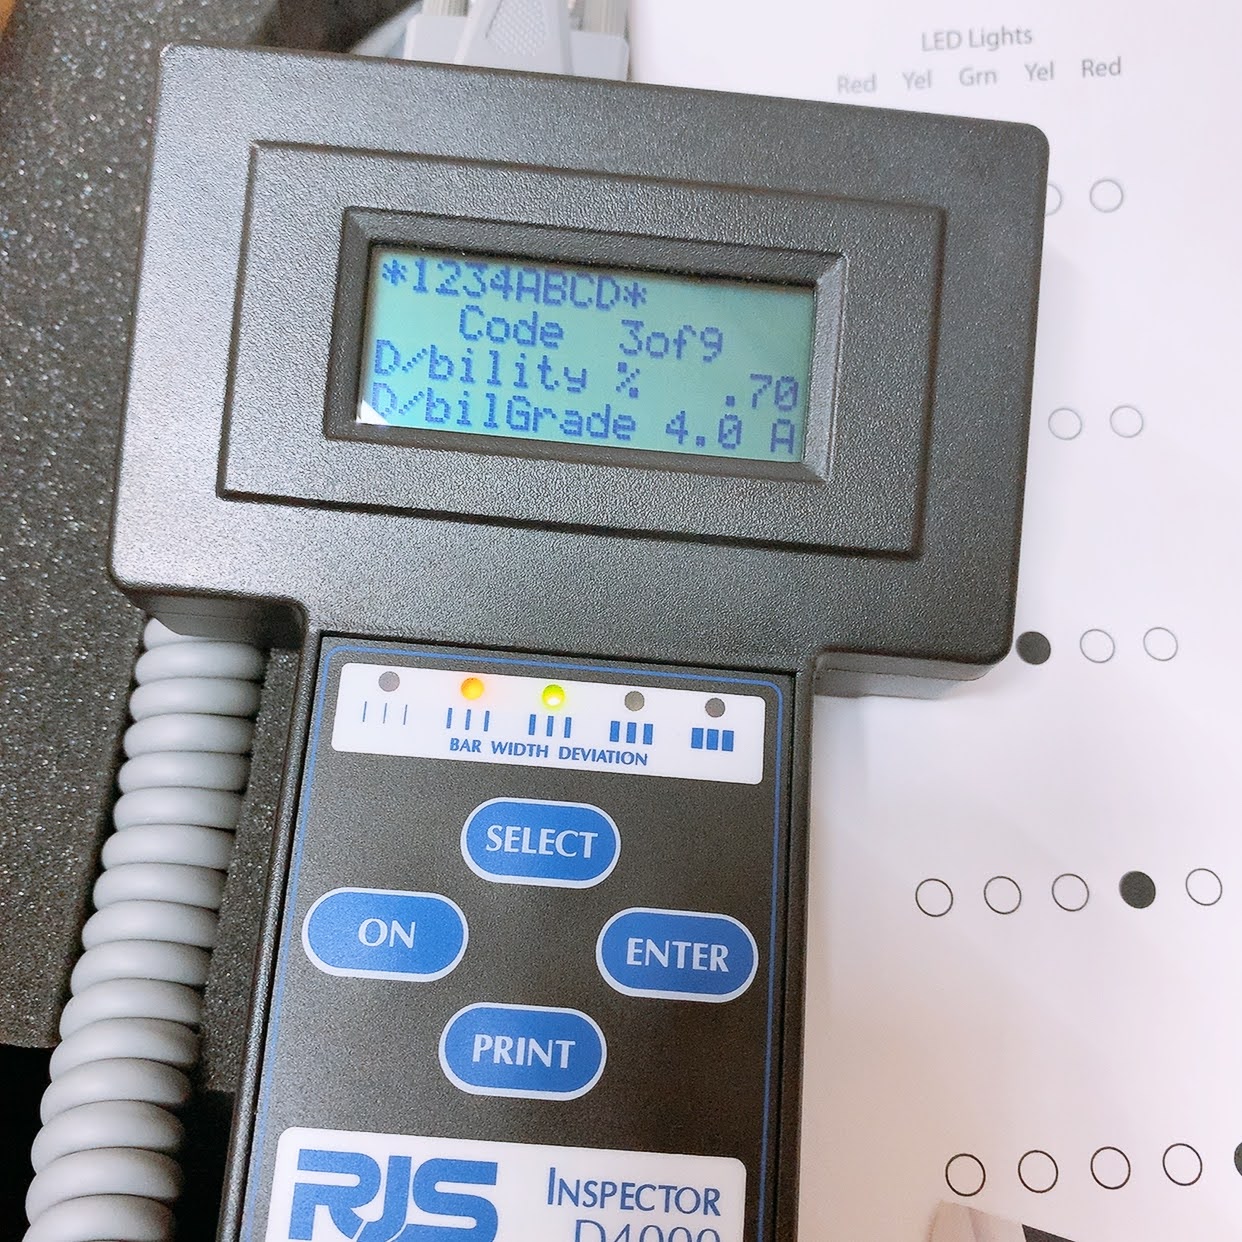 LED Lights
Red Yel Grn Yel Red
*1234ABCD*
Code 3of9
D/bility % .70
D/bilGrade 4.0 A
BAR WIDTH DEVIATION
SELECT
ON
ENTER
PRINT
RJS
INSPECTOR
D4000